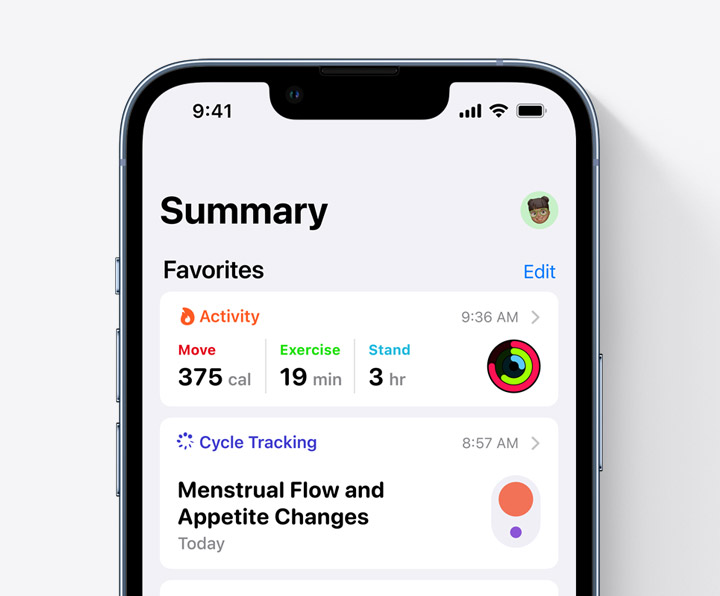 9:41
Summary
Favorites
Edit
Activity
9:36 AM
Move
Exercise
Stand
375 cal
19 min
3 hr
Cycle Tracking
8:57 AM
Menstrual Flow and
Appetite Changes
Today